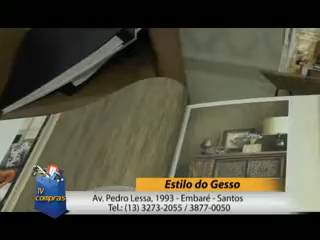 Estilo do Gesso
TV
compras
Av. Pedro Lessa, 1993 - Embaré - Santos
Tel.: (13) 3273-2055 / 3877-0050